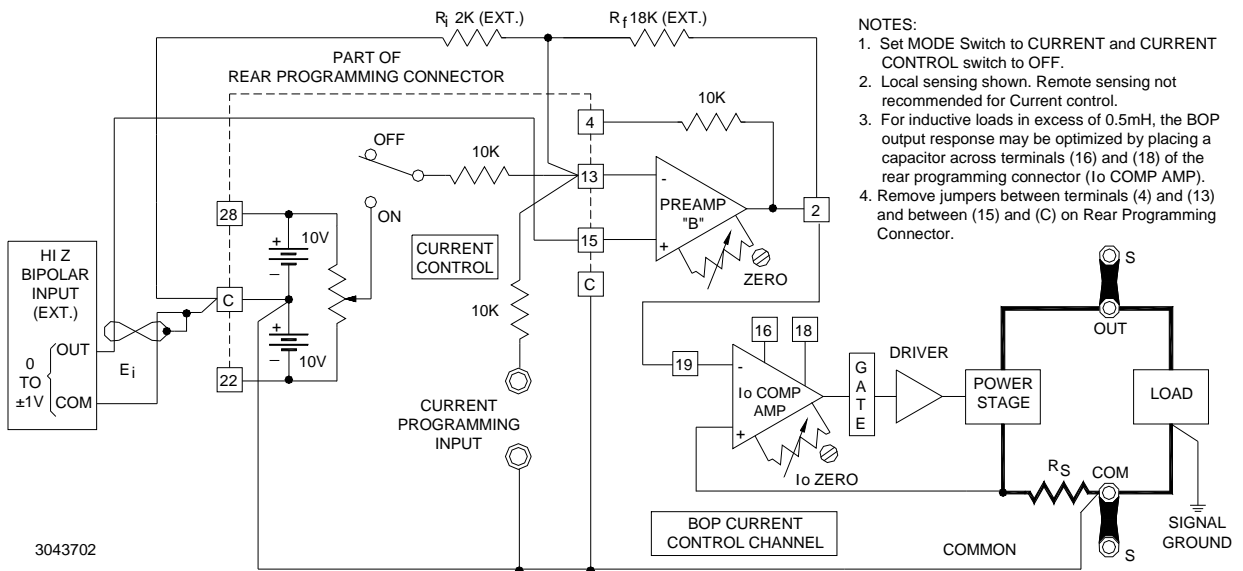 Ri 2K (EXT.)
Rf 18K (EXT.)
PART OF
REAR PROGRAMMING CONNECTOR
NOTES:
1. Set MODE Switch to CURRENT and CURRENT
CONTROL switch to OFF.
2. Local sensing shown. Remote sensing not
recommended for Current control.
3. For inductive loads in excess of 0.5mH, the BOP
output response may be optimized by placing a
capacitor across terminals (16) and (18) of the
rear programming connector (Io COMP AMP).
4. Remove jumpers between terminals (4) and (13)
and between (15) and (C) on Rear Programming
Connector.
4
10K
OFF
10K
13
-
PREAMP
"B"
+
2
ON
28
+
10V
–
15
ZERO
CURRENT
CONTROL
C
HI Z
BIPOLAR
INPUT
(EXT.)
C
10K
OUT
0
TO
±1V
COM
Ei
+
10V
–
22
CURRENT
PROGRAMMING
INPUT
16
18
19
-
Io COMP
AMP
+
Io ZERO
GATE
DRIVER
POWER
STAGE
S
OUT
LOAD
RS
COM
S
SIGNAL
GROUND
BOP CURRENT
CONTROL CHANNEL
COMMON
3043702